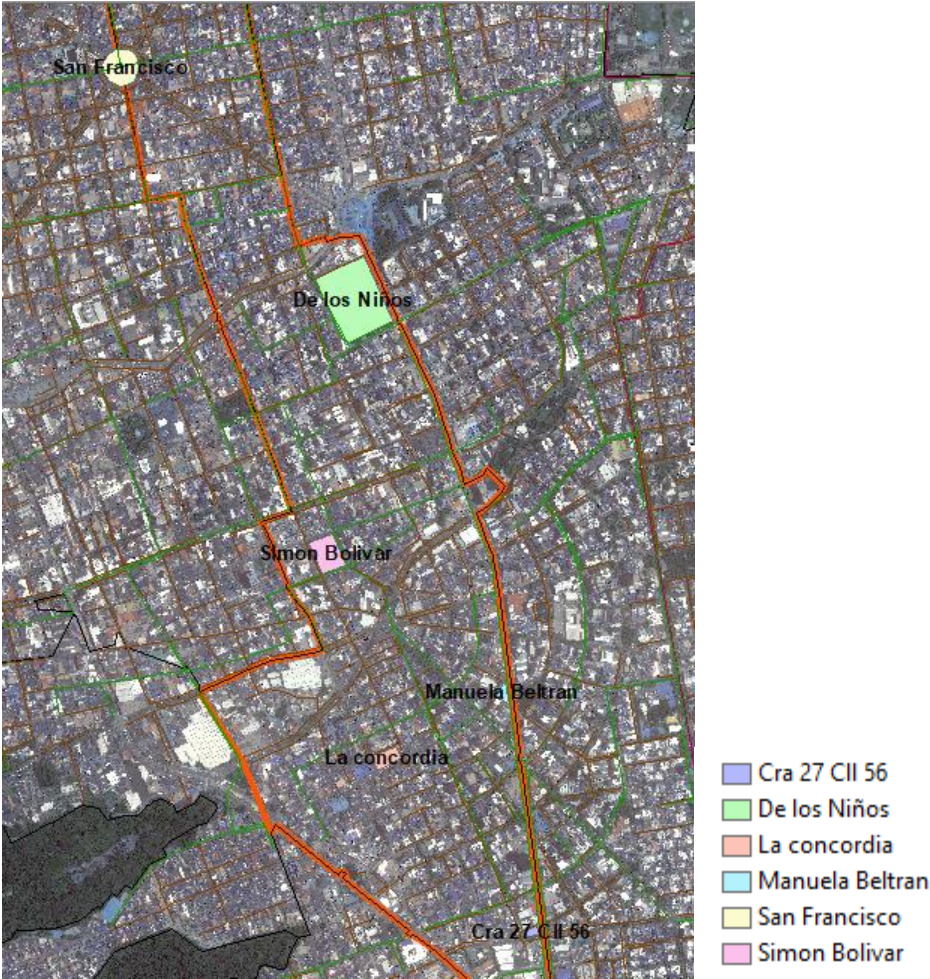 San Francisco
De los Niños
Simon Bolivar
Manuela Beltran
La concordia
Cra 27 Cll 56
Cra 27 Cll 56
De los Niños
La concordia
Manuela Beltran
San Francisco
Simon Bolivar